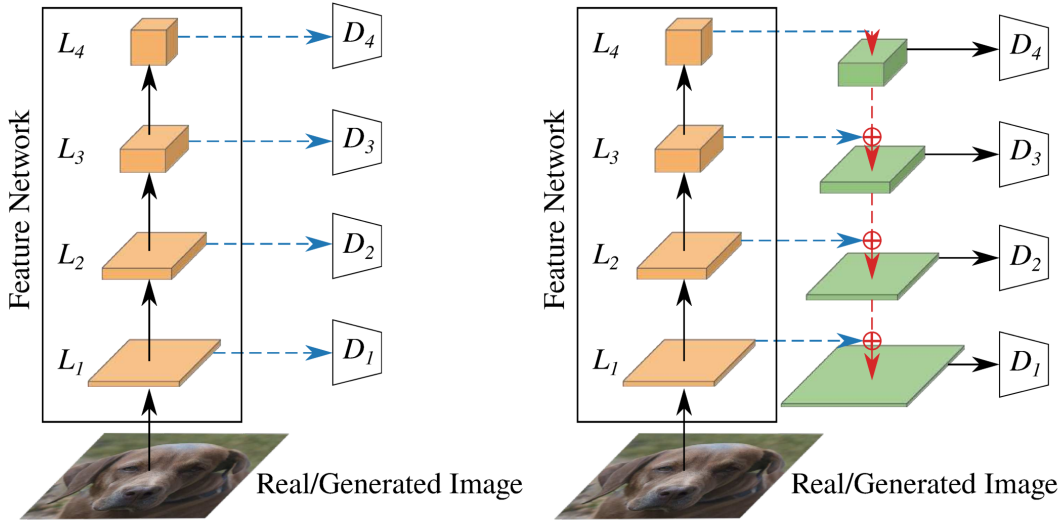 Feature Network
L4
D4
L3
D3
L2
D2
L1
D1
Real/Generated Image
Feature Network
L4
D4
L3
D3
L2
D2
L1
D1
Real/Generated Image